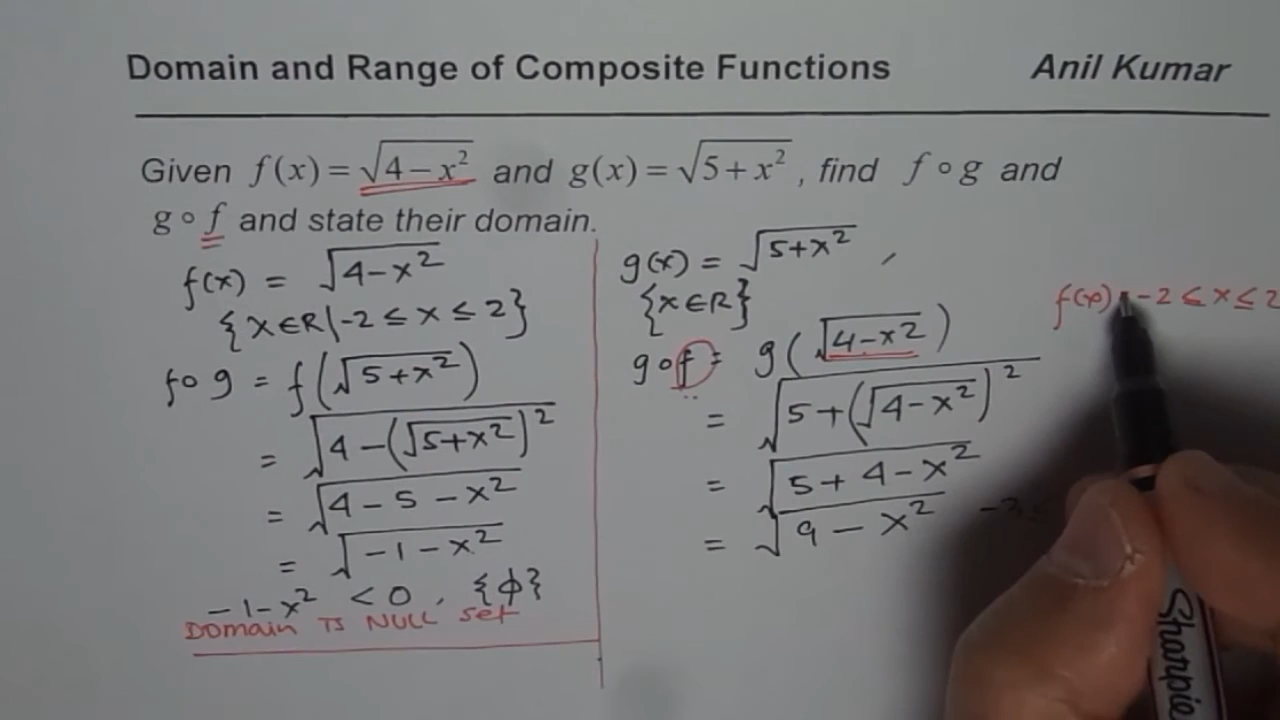 Domain and Range of Composite Functions
Anil Kumar
Given f(x) = √(4−x²) and g(x) = √(5+x²), find f∘g and
g∘f and state their domain.
f(x) = √(4−x²)
{x∈R|−2 ≤ x ≤ 2}
fog = f(√(5+x²))
= √(4−(√(5+x²))²)
= √(4−5−x²)
= √(−1−x²)
−1−x² < 0, {ϕ}
Domain IS NULL set
g(x) = √(5+x²),
{x∈R}
gof = g(√(4−x²))
= √(5+(√(4−x²))²)
= √(5+4−x²)
= √(9−x²)
f(x) −2 ≤ x ≤ 2
Sharpie